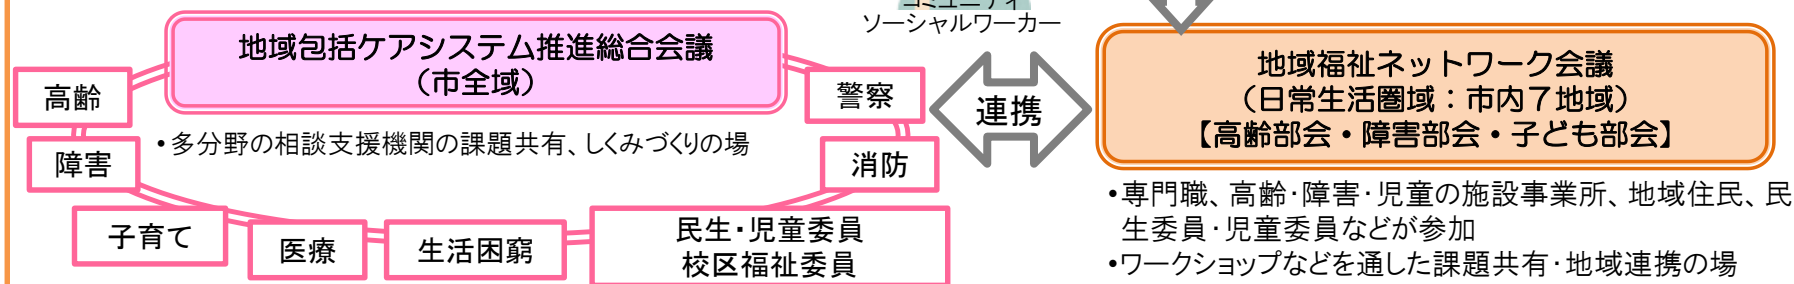 コミュニティ
ソーシャルワーカー
地域包括ケアシステム推進総合会議
（市全域）
高齢
警察
・多分野の相談支援機関の課題共有、しくみづくりの場
障害
消防
子育て
医療
生活困窮
民生・児童委員
校区福祉委員
連携
地域福祉ネットワーク会議
（日常生活圏域：市内７地域）
【高齢部会・障害部会・子ども部会】
•専門職、高齢・障害・児童の施設事業所、地域住民、民
生委員・児童委員などが参加
•ワークショップなどを通した課題共有・地域連携の場